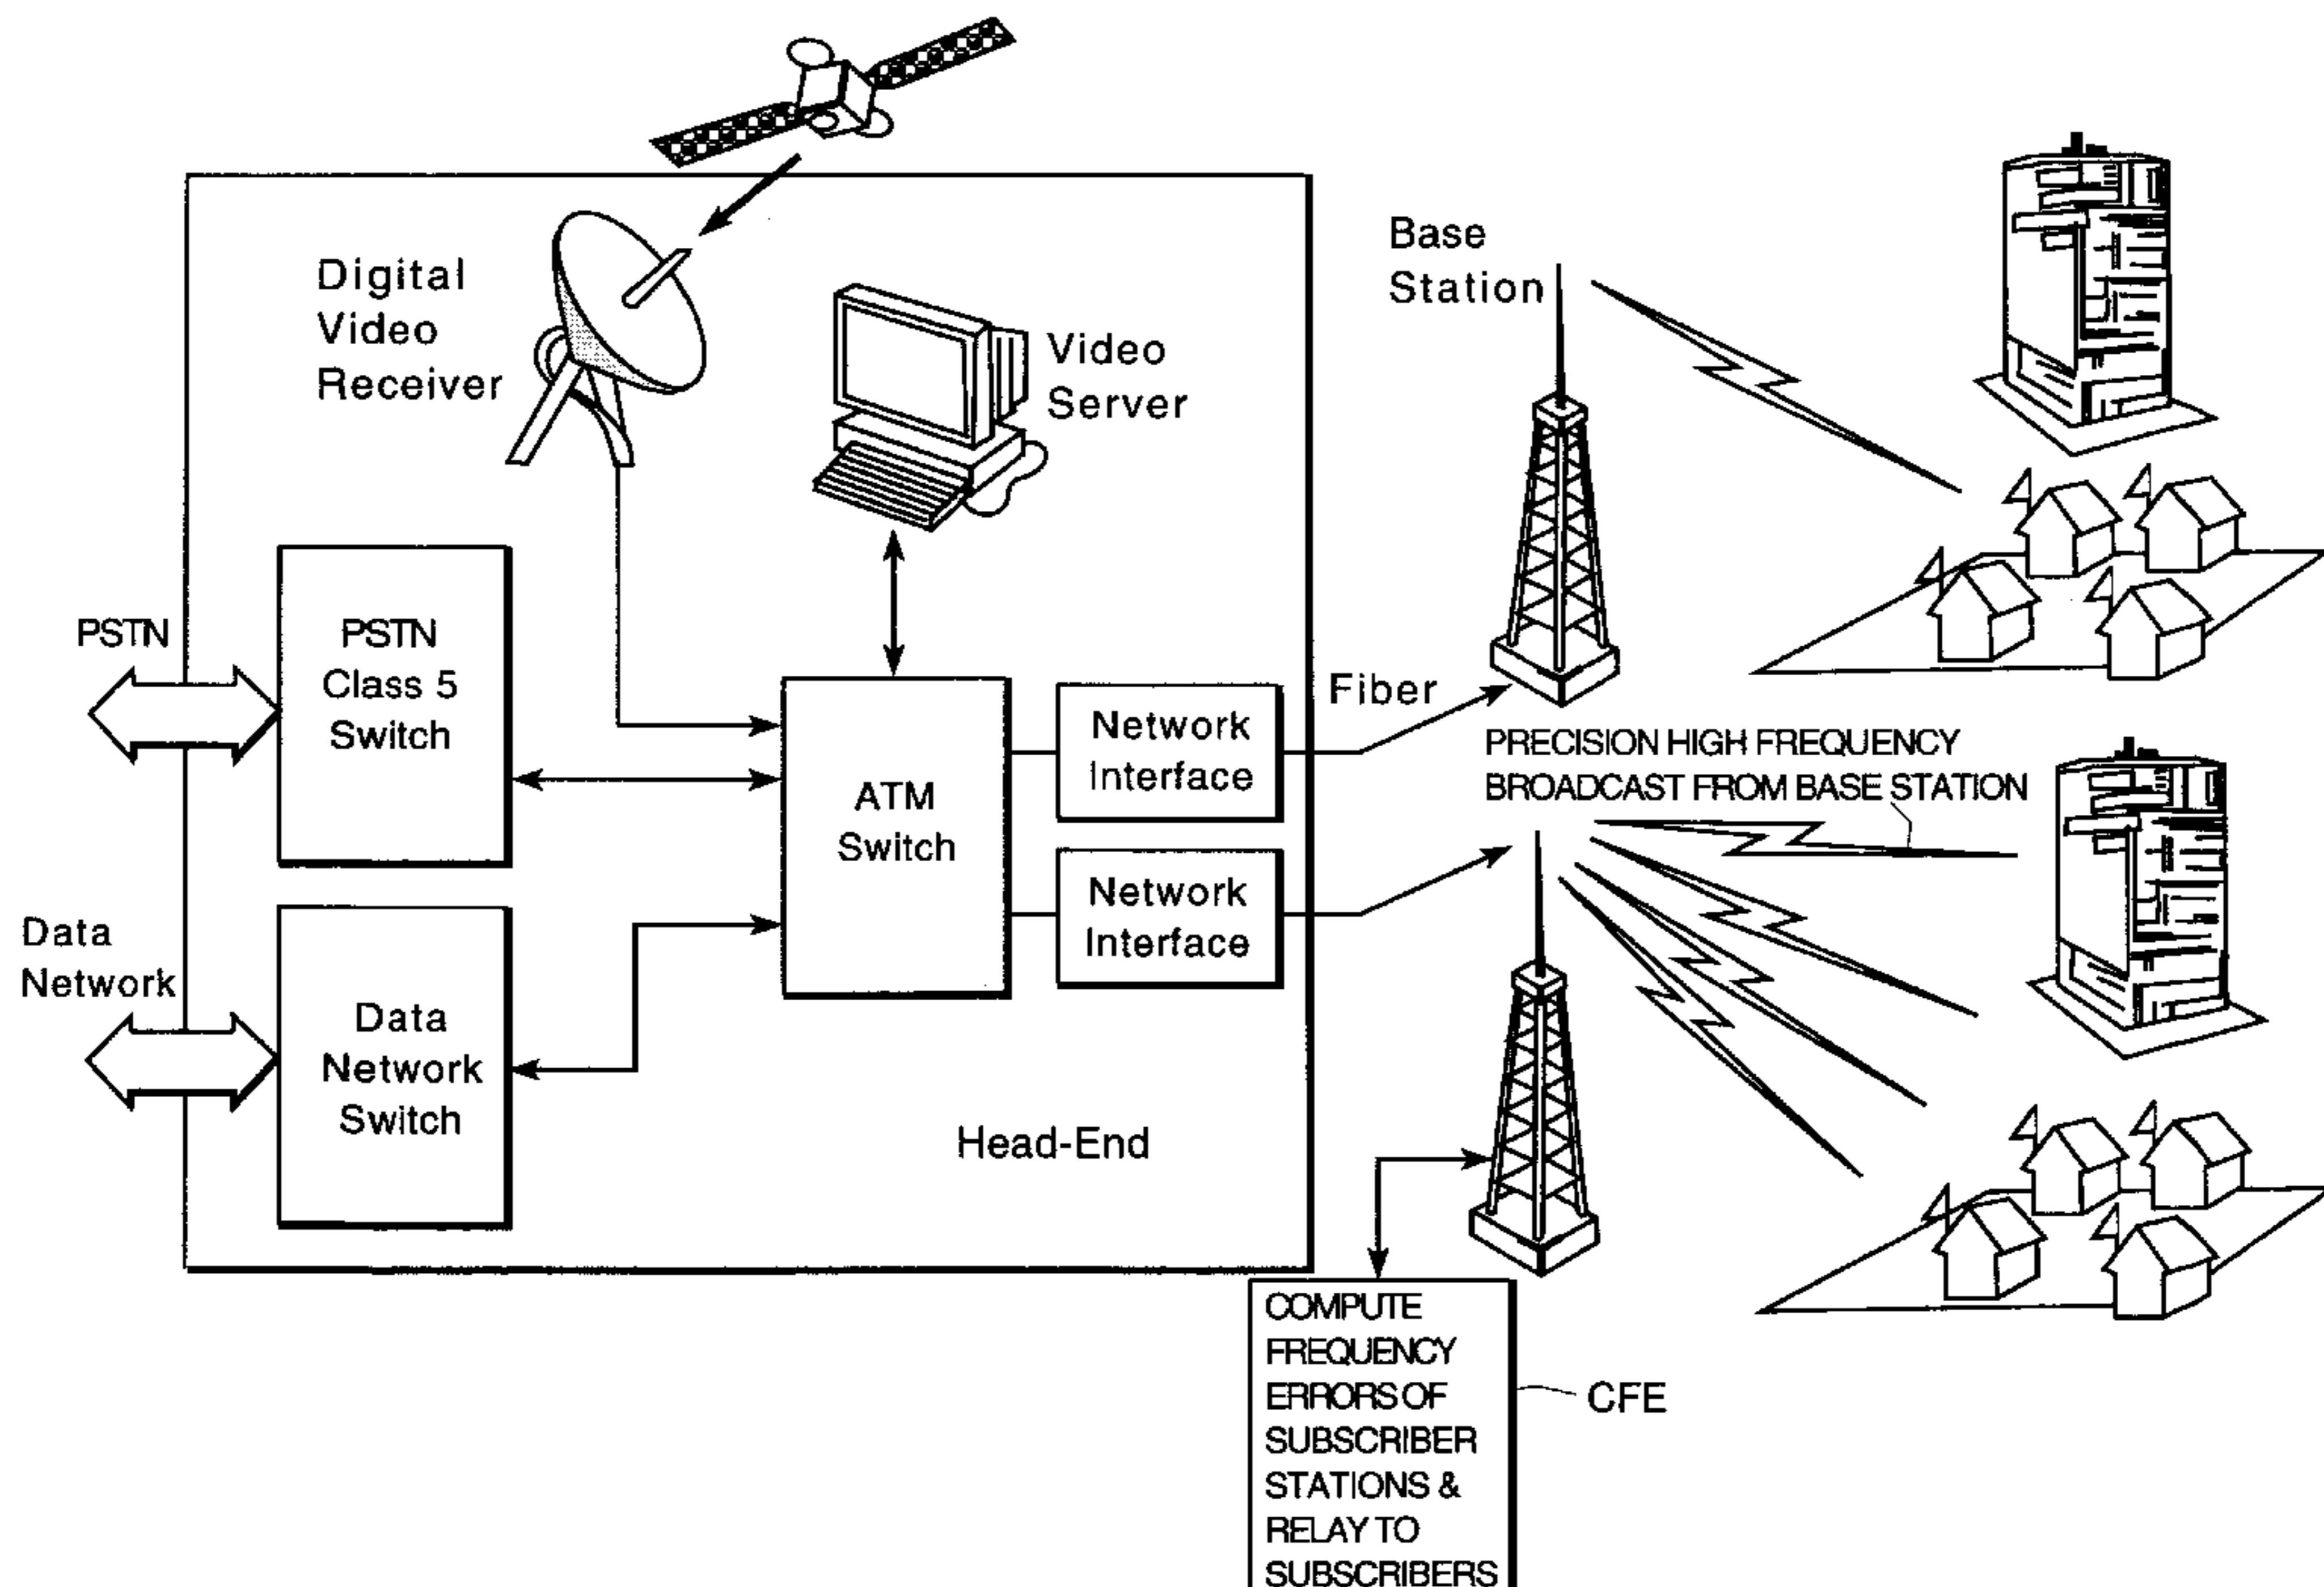 Digital
Video
Receiver
Video
Server
Base
Station
PSTN
PSTN
Class 5
Switch
Data
Network
Data
Network
Switch
ATM
Switch
Network
Interface
Network
Interface
Fiber
Head-End
PRECISION HIGH FREQUENCY
BROADCAST FROM BASE STATION
COMPUTE
FREQUENCY
ERRORS OF
SUBSCRIBER
STATIONS &
RELAY TO
SUBSCRIBERS
CFE